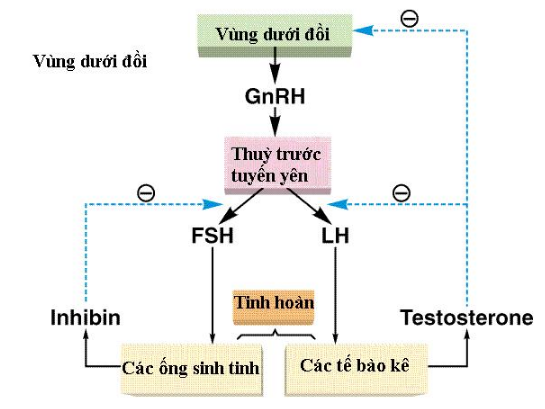 Vùng dưới đồi
Vùng dưới đồi
GnRH
Thuỳ trước
tuyến yên
FSH
LH
Tinh hoàn
Inhibin
Testosterone
Các ống sinh tinh
Các tế bào kê